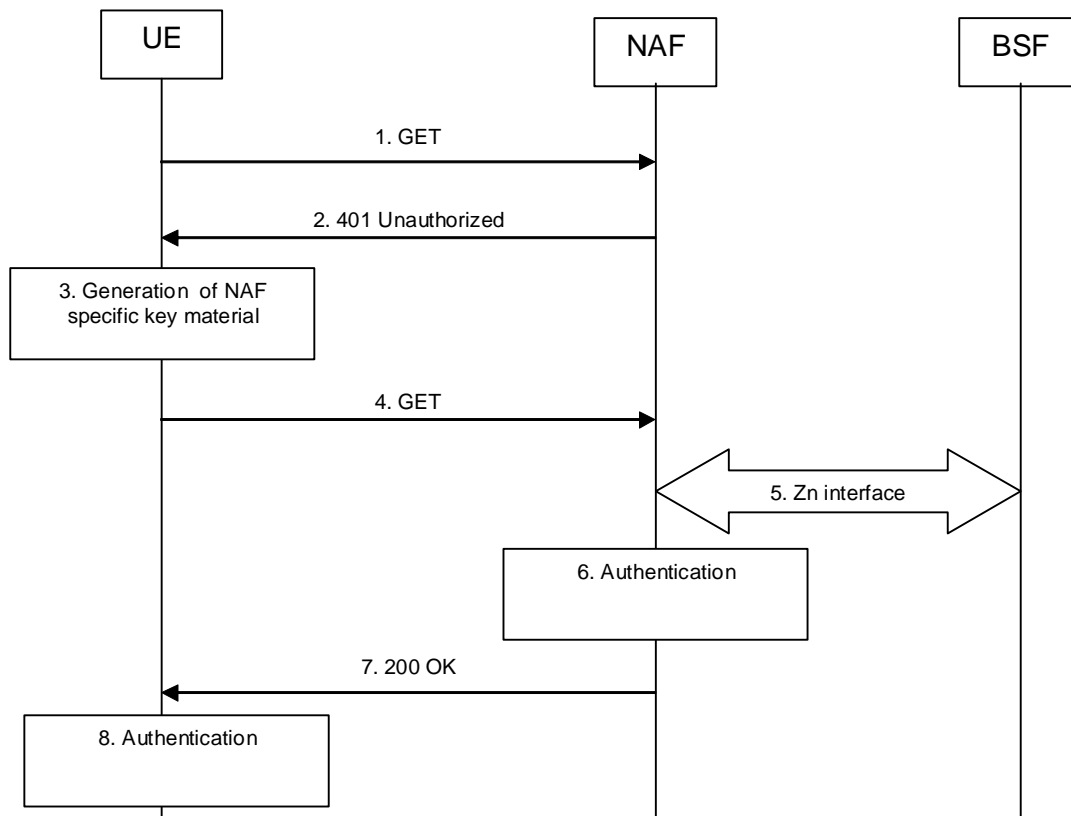 UE
NAF
BSF
1. GET
2. 401 Unauthorized
3. Generation of NAF
specific key material
4. GET
5. Zn interface
6. Authentication
7. 200 OK
8. Authentication